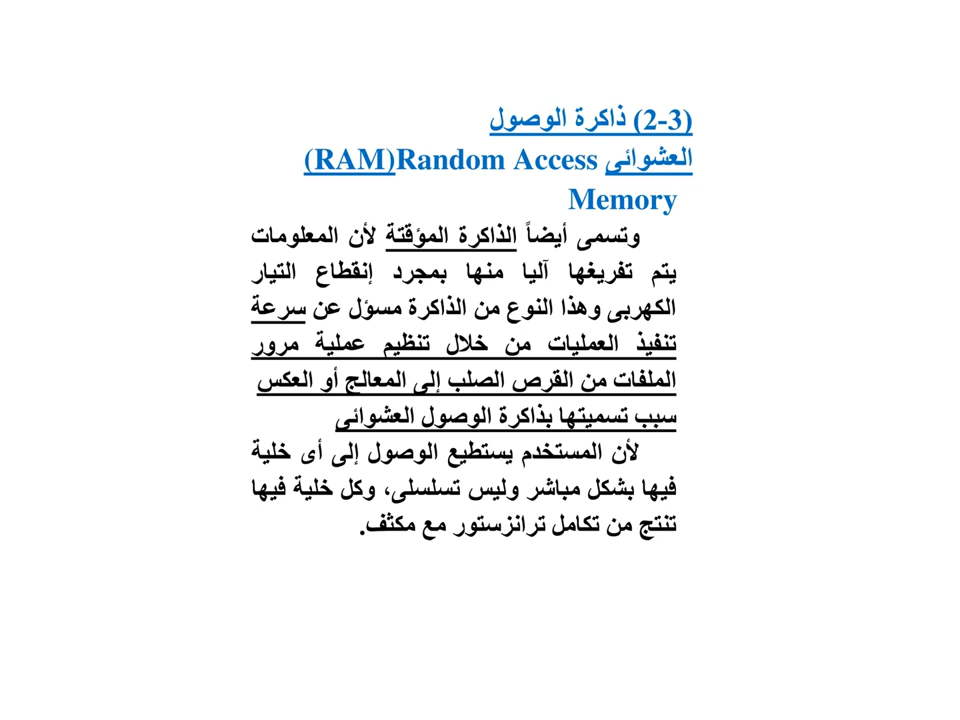 (2-3) ذاكرة الوصول
العشوائى Random Access(RAM)
Memory
وتسمى أيضاً الذاكرة المؤقتة لأن المعلومات
يتم تفريغها آليا منها بمجرد إنقطاع التيار
الكهربى وهذا النوع من الذاكرة مسؤل عن سرعة
تنفيذ العمليات من خلال تنظيم عملية مرور
الملفات من القرص الصلب إلى المعالج أو العكس
سبب تسميتها بذاكرة الوصول العشوائى
لأن المستخدم يستطيع الوصول إلى أى خلية
فيها بشكل مباشر وليس تسلسلى، وكل خلية فيها
تنتج من تكامل ترانزستور مع مكثف.